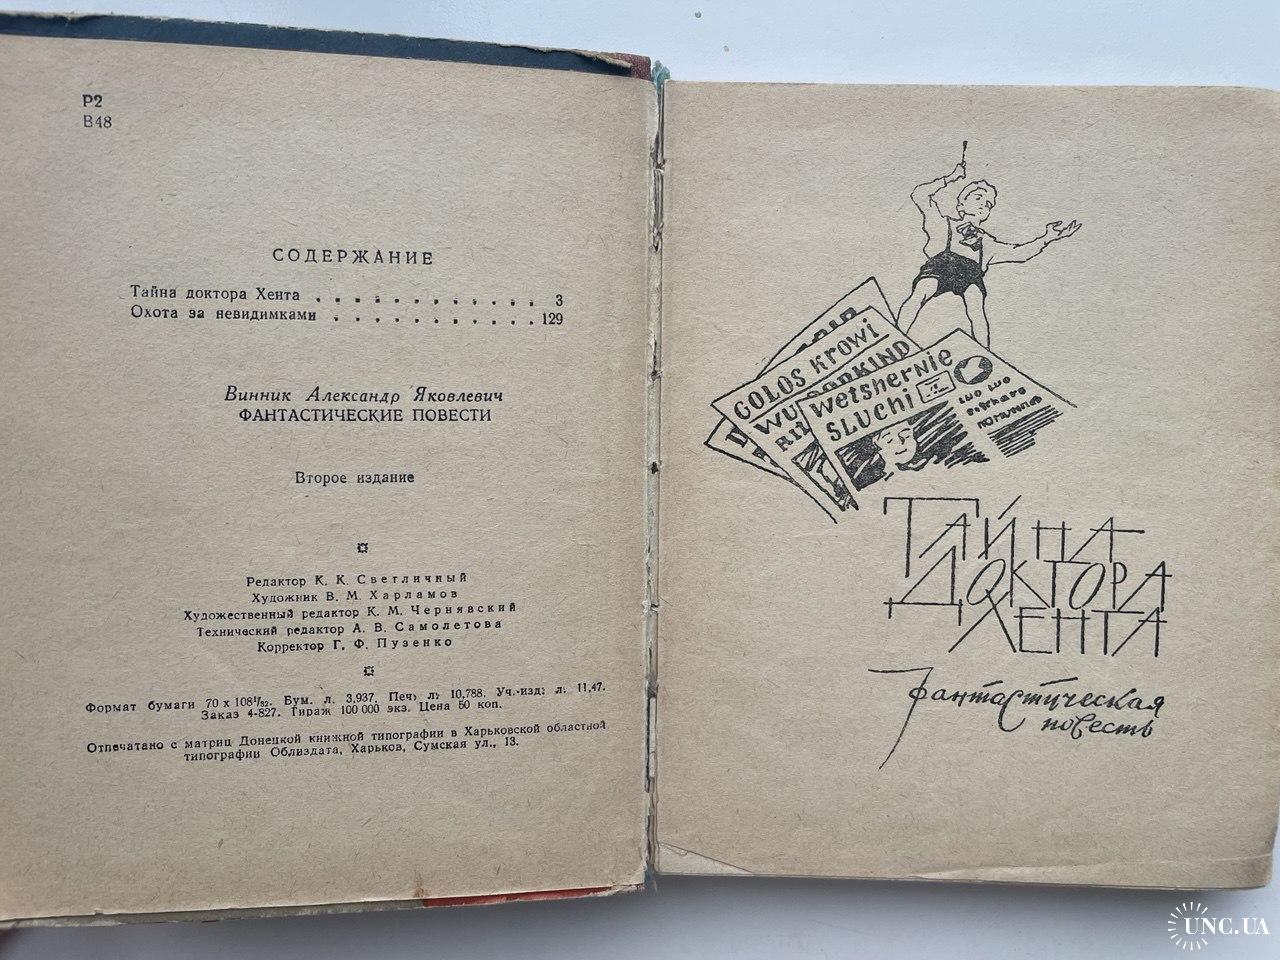 Р2
В48
СОДЕРЖАНИЕ
Тайна доктора Хента . . . . . . . . . . . . 3
Охота за невидимками . . . . . . . . . . . 129
Винник Александр Яковлевич
ФАНТАСТИЧЕСКИЕ ПОВЕСТИ
Второе издание
Редактор К. К. Светличный
Художник В. М. Харламов
Художественный редактор К. М. Чернявский
Технический редактор А. В. Самолетова
Корректор Г. Ф. Пузенко
Формат бумаги 70 х 108¹/₃₂. Бум. л. 3,937. Печ. л. 10,788. Уч.-изд. л. 11,47.
Заказ 4-827. Тираж 100 000 экз. Цена 50 коп.
Отпечатано с матриц Донецкой книжной типографии в Харьковской областной
типографии Облиздата, Харьков, Сумская ул., 13.
GOLOS Krowi
wetshernie
SLUCHi
ТАЙНА
ДОКТОРА
ХЕНТА
фантастическая
повесть
UNC.UA